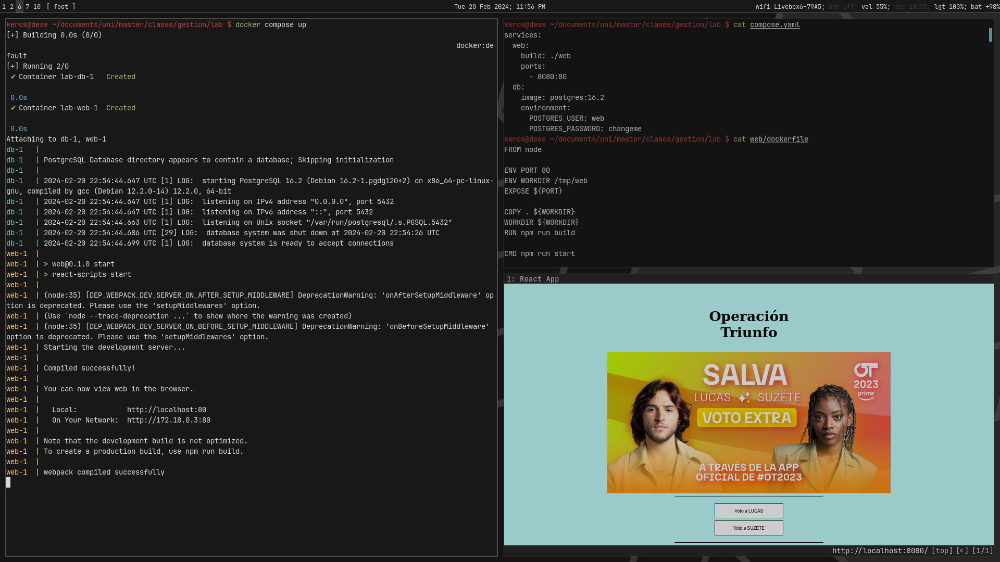 1 2 6 7 10 [ foot ]
Tue 20 Feb 2024; 11:56 PM
wifi Livebox6-79A5; bth off; vol 55%; mic 100%%; lgt 100%; bat +98%
keros@dese ~/documents/uni/master/clases/gestion/lab $ docker compose up
[+] Building 0.0s (0/0)
docker:de
fault
[+] Running 2/0
✔ Container lab-db-1   Created
0.0s
✔ Container lab-web-1  Created
0.0s
Attaching to db-1, web-1
db-1   |
db-1   | PostgreSQL Database directory appears to contain a database; Skipping initialization
db-1   |
db-1   | 2024-02-20 22:54:44.647 UTC [1] LOG:  starting PostgreSQL 16.2 (Debian 16.2-1.pgdg120+2) on x86_64-pc-linux-
gnu, compiled by gcc (Debian 12.2.0-14) 12.2.0, 64-bit
db-1   | 2024-02-20 22:54:44.647 UTC [1] LOG:  listening on IPv4 address "0.0.0.0", port 5432
db-1   | 2024-02-20 22:54:44.647 UTC [1] LOG:  listening on IPv6 address "::", port 5432
db-1   | 2024-02-20 22:54:44.663 UTC [1] LOG:  listening on Unix socket "/var/run/postgresql/.s.PGSQL.5432"
db-1   | 2024-02-20 22:54:44.686 UTC [29] LOG:  database system was shut down at 2024-02-20 22:54:26 UTC
db-1   | 2024-02-20 22:54:44.699 UTC [1] LOG:  database system is ready to accept connections
web-1  |
web-1  | > web@0.1.0 start
web-1  | > react-scripts start
web-1  |
web-1  | (node:35) [DEP_WEBPACK_DEV_SERVER_ON_AFTER_SETUP_MIDDLEWARE] DeprecationWarning: 'onAfterSetupMiddleware' op
tion is deprecated. Please use the 'setupMiddlewares' option.
web-1  | (Use `node --trace-deprecation ...` to show where the warning was created)
web-1  | (node:35) [DEP_WEBPACK_DEV_SERVER_ON_BEFORE_SETUP_MIDDLEWARE] DeprecationWarning: 'onBeforeSetupMiddleware'
option is deprecated. Please use the 'setupMiddlewares' option.
web-1  | Starting the development server...
web-1  |
web-1  | Compiled successfully!
web-1  |
web-1  | You can now view web in the browser.
web-1  |
web-1  |   Local:            http://localhost:80
web-1  |   On Your Network:  http://172.18.0.3:80
web-1  |
web-1  | Note that the development build is not optimized.
web-1  | To create a production build, use npm run build.
web-1  |
web-1  | webpack compiled successfully
keros@dese ~/documents/uni/master/clases/gestion/lab $ cat compose.yaml
services:
  web:
    build: ./web
    ports:
      - 8080:80
  db:
    image: postgres:16.2
    environment:
      POSTGRES_USER: web
      POSTGRES_PASSWORD: changeme
keros@dese ~/documents/uni/master/clases/gestion/lab $ cat web/dockerfile
FROM node
ENV PORT 80
ENV WORKDIR /tmp/web
EXPOSE ${PORT}
COPY . ${WORKDIR}
WORKDIR ${WORKDIR}
RUN npm run build
CMD npm run start
1: React App
Operación
Triunfo
SALVA
LUCAS SUZETE
VOTO EXTRA
OT
2023
prime
A TRAVÉS DE LA APP
OFICIAL DE #OT2023
Voto a LUCAS
Voto a SUZETE
http://localhost:8080/ [top] [<] [1/1]